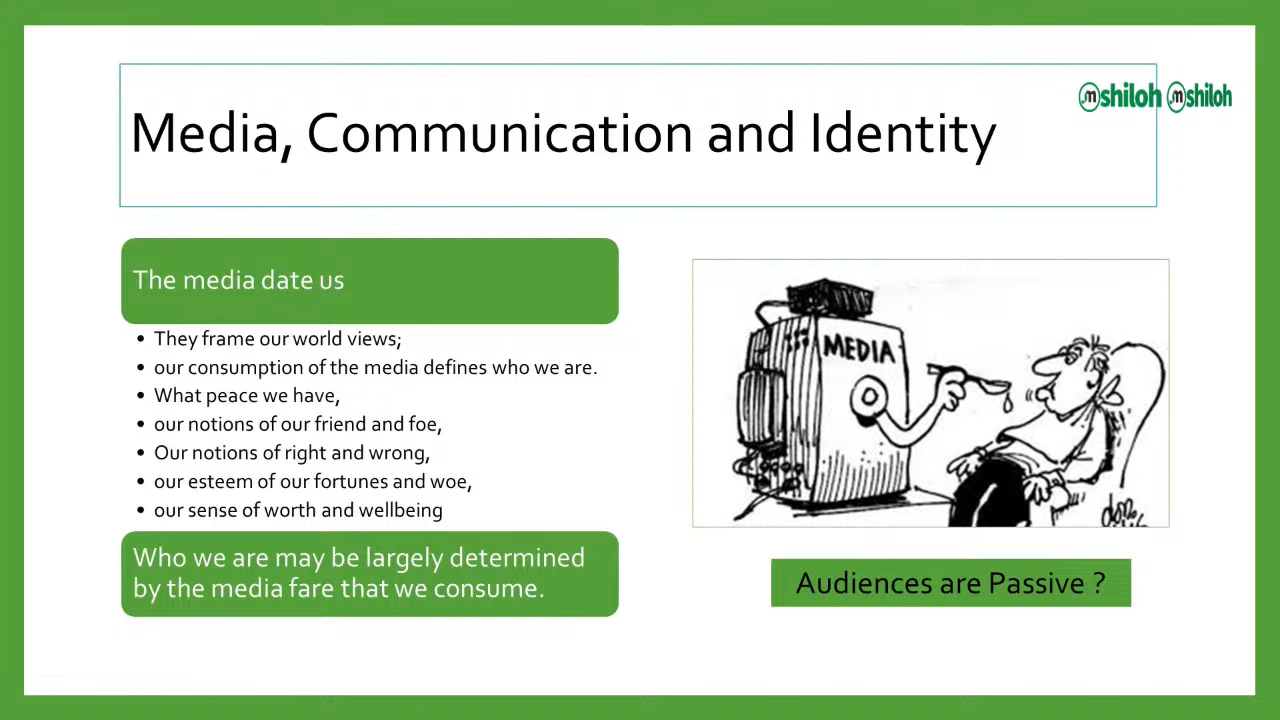 Media, Communication and Identity
mshiloh mshiloh
The media date us
• They frame our world views;
• our consumption of the media defines who we are.
• What peace we have,
• our notions of our friend and foe,
• Our notions of right and wrong,
• our esteem of our fortunes and woe,
• our sense of worth and wellbeing
Who we are may be largely determined
by the media fare that we consume.
MEDIA
Audiences are Passive ?